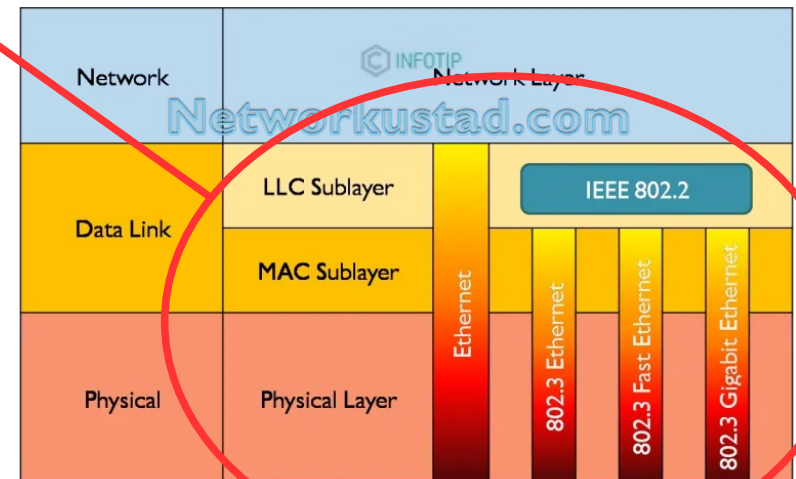 © INFOTIP
Network
Network Layer
Networkustad.com
LLC Sublayer
IEEE 802.2
Data Link
MAC Sublayer
Ethernet
802.3 Ethernet
802.3 Fast Ethernet
802.3 Gigabit Ethernet
Physical
Physical Layer